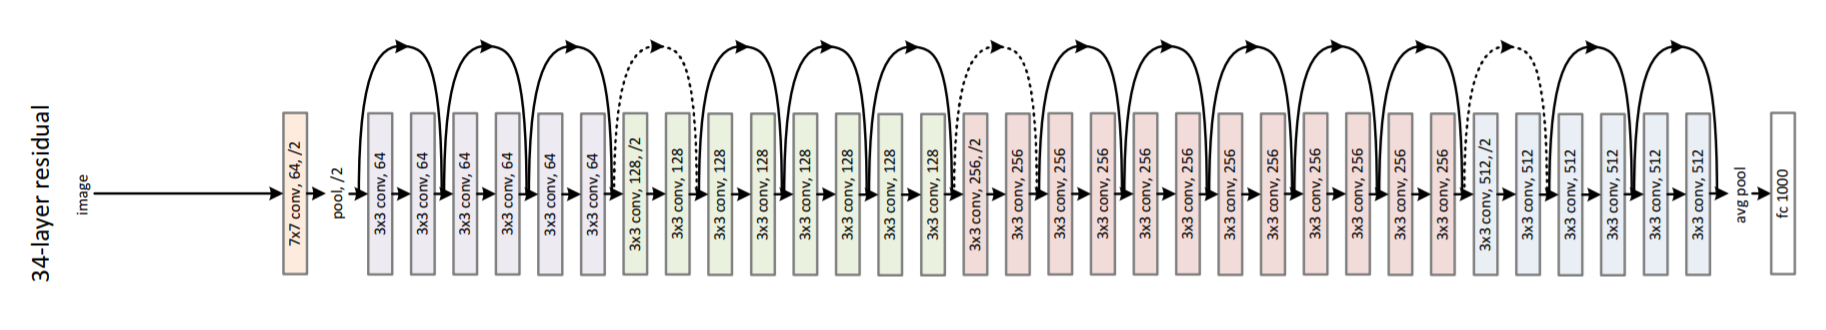 34-layer residual
image
7x7 conv, 64, /2
pool, /2
3x3 conv, 64
3x3 conv, 64
3x3 conv, 64
3x3 conv, 64
3x3 conv, 64
3x3 conv, 64
3x3 conv, 128, /2
3x3 conv, 128
3x3 conv, 128
3x3 conv, 128
3x3 conv, 128
3x3 conv, 128
3x3 conv, 128
3x3 conv, 128
3x3 conv, 256, /2
3x3 conv, 256
3x3 conv, 256
3x3 conv, 256
3x3 conv, 256
3x3 conv, 256
3x3 conv, 256
3x3 conv, 256
3x3 conv, 256
3x3 conv, 256
3x3 conv, 256
3x3 conv, 256
3x3 conv, 512, /2
3x3 conv, 512
3x3 conv, 512
3x3 conv, 512
3x3 conv, 512
3x3 conv, 512
avg pool
fc 1000